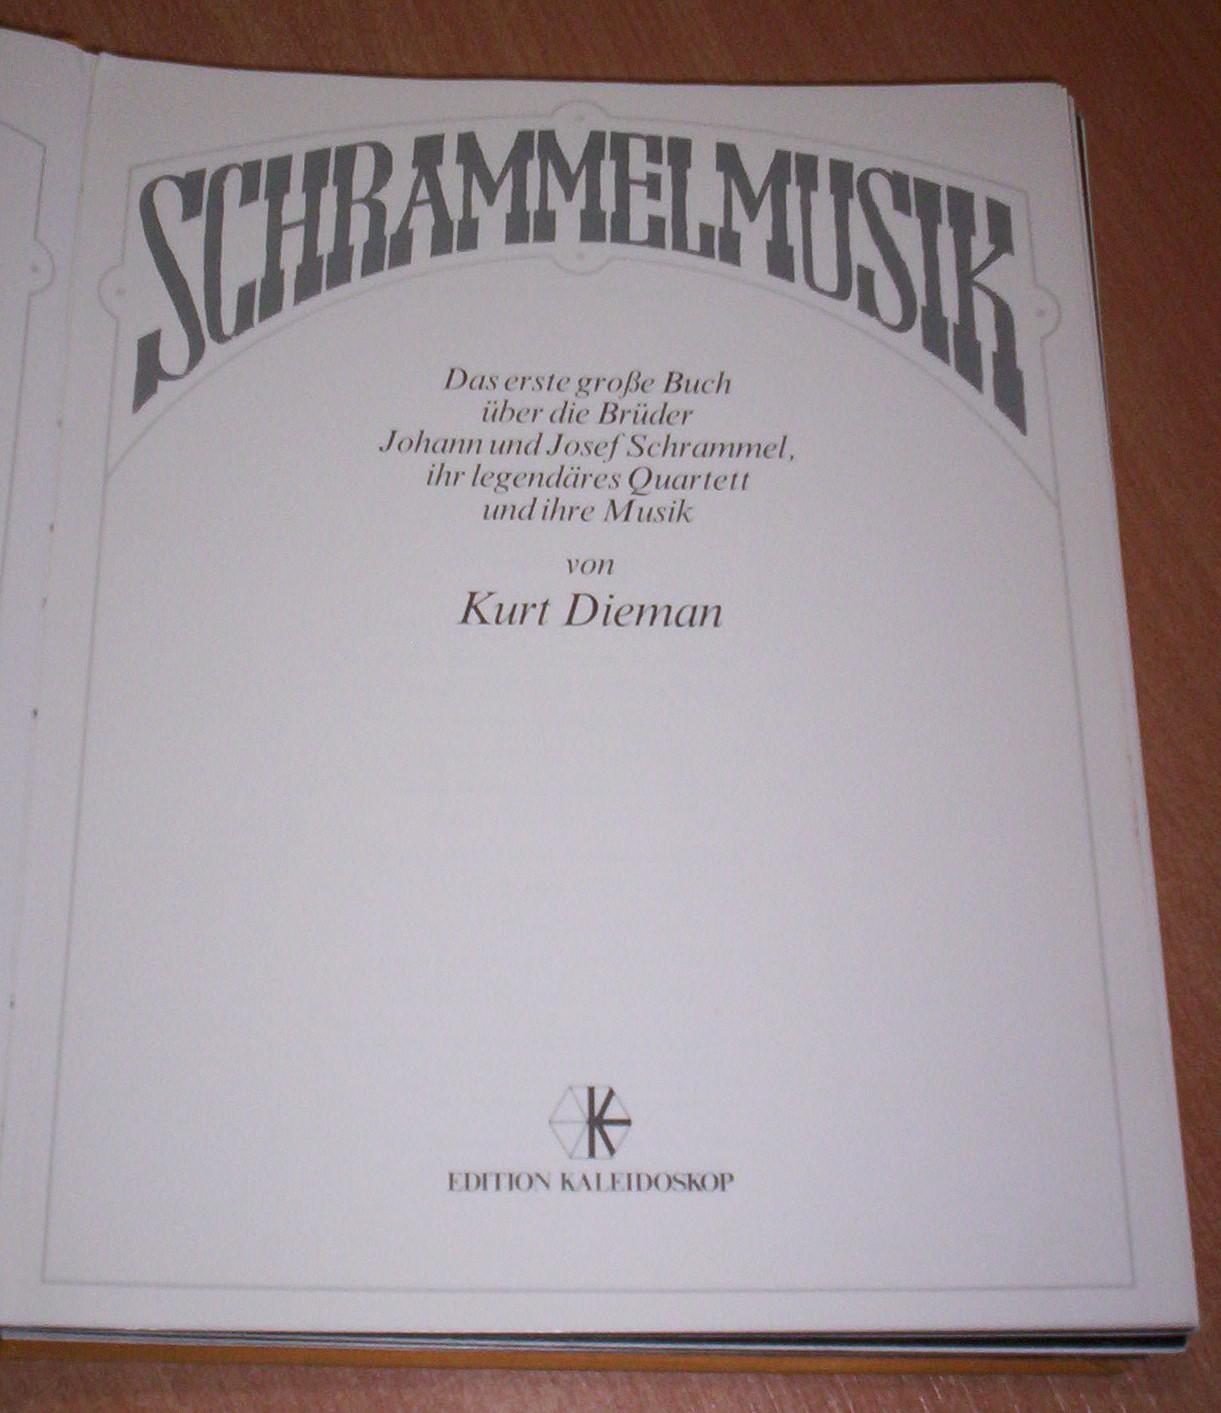 SCHRAMMELMUSIK
Das erste große Buch
über die Brüder
Johann und Josef Schrammel,
ihr legendäres Quartett
und ihre Musik
von
Kurt Dieman
K
EDITION KALEIDOSKOP